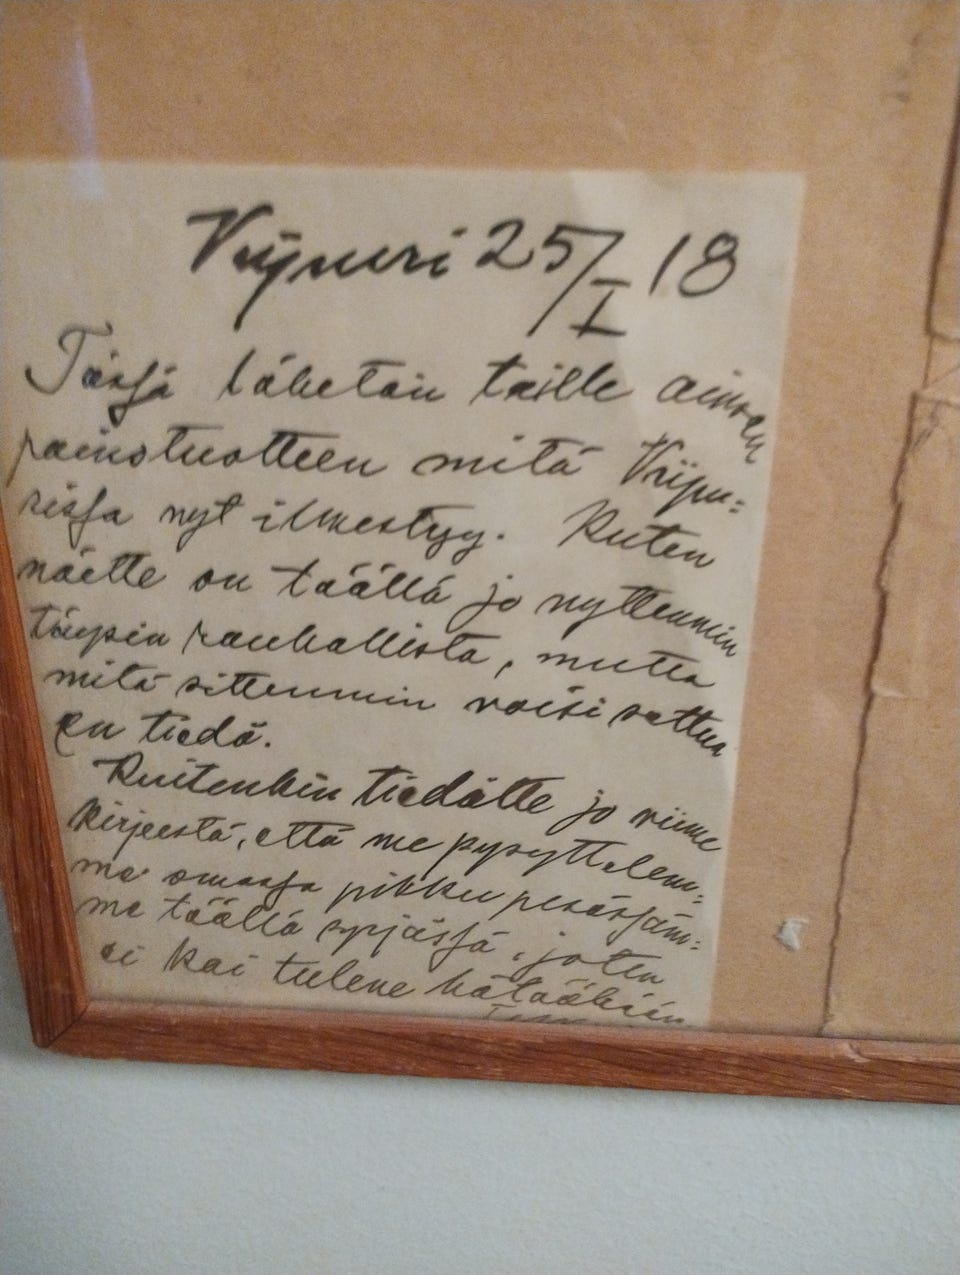 Viipuri 25/I 18
Tässä lähetän teille ainoan
painotuotteen mitä Viipu=
rissa nyt ilmestyy. Kuten
näette on täällä jo nyttemmin
täysin rauhallista, mutta
mitä sittemmin voisi sattua
en tiedä.
Kuitenkin tiedätte jo viime
kirjeestä, että me pysyttelem=
me omassa pikku pesässäm=
me täällä syrjässä, joten
ei kai tulene hätääkään